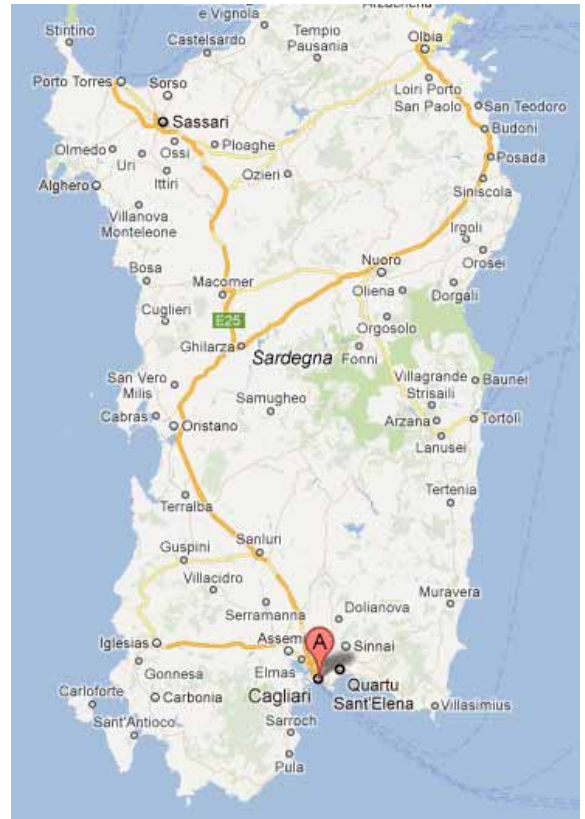 Arzachena
Stintino
e Vignola
Castelsardo
Tempio
Pausania
Olbia
Porto Torres
Sorso
Loiri Porto
San Paolo
San Teodoro
Sassari
Budoni
Olmedo
Uri
Ossi
Ploaghe
Posada
Alghero
Ittiri
Ozieri
Siniscola
Villanova
Monteleone
Irgoli
Orosei
Bosa
Nuoro
Macomer
Oliena
Dorgali
Cuglieri
E25
Orgosolo
Ghilarza
Sardegna
Fonni
San Vero
Milis
Villagrande
Strisaili
Baunei
Samugheo
Cabras
Oristano
Arzana
Tortolì
Lanusei
Terralba
Tertenia
Sanluri
Guspini
Villacidro
Serramanna
Dolianova
Muravera
A
Iglesias
Assemi
Sinnai
Gonnesa
Elmas
Carloforte
Carbonia
Cagliari
Quartu
Sant'Elena
Villasimius
Sant'Antioco
Sarroch
Pula